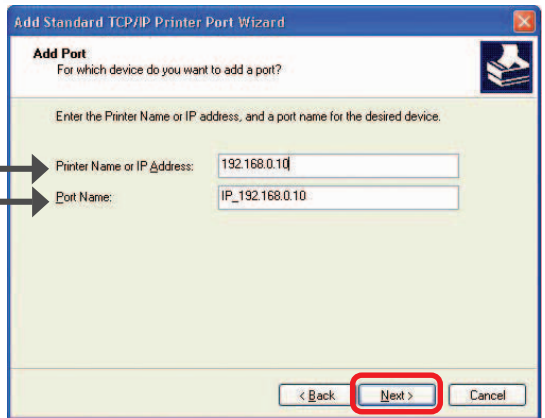 Add Standard TCP/IP Printer Port Wizard
Add Port
For which device do you want to add a port?
Enter the Printer Name or IP address, and a port name for the desired device.
Printer Name or IP Address: 192.168.0.10
Port Name: IP_192.168.0.10
< Back Next > Cancel